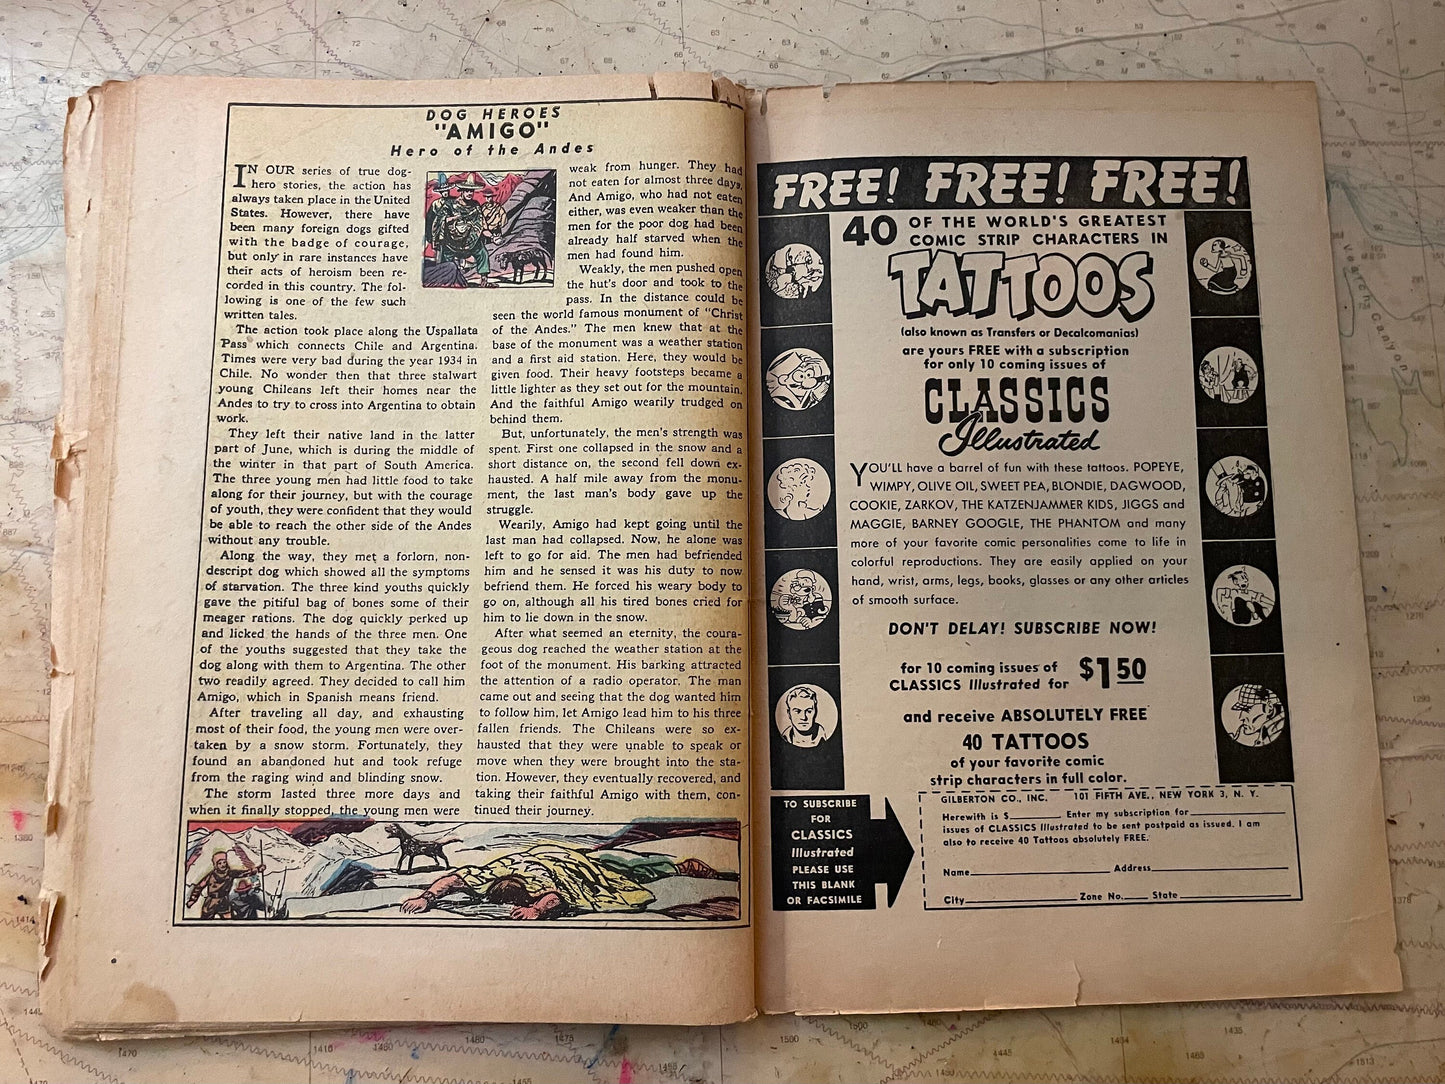 DOG HEROES
"AMIGO"
Hero of the Andes
IN OUR series of true dog-
hero stories, the action has
always taken place in the United
States. However, there have
been many foreign dogs gifted
with the badge of courage,
but only in rare instances have
their acts of heroism been re-
corded in this country. The fol-
lowing is one of the few such
written tales.
The action took place along the Uspallata
Pass which connects Chile and Argentina.
Times were very bad during the year 1934 in
Chile. No wonder then that three stalwart
young Chileans left their homes near the
Andes to try to cross into Argentina to obtain
work.
They left their native land in the latter
part of June, which is during the middle of
the winter in that part of South America.
The three young men had little food to take
along for their journey, but with the courage
of youth, they were confident that they would
be able to reach the other side of the Andes
without any trouble.
Along the way, they met a forlorn, non-
descript dog which showed all the symptoms
of starvation. The three kind youths quickly
gave the pitiful bag of bones some of their
meager rations. The dog quickly perked up
and licked the hands of the three men. One
of the youths suggested that they take the
dog along with them to Argentina. The other
two readily agreed. They decided to call him
Amigo, which in Spanish means friend.
After traveling all day, and exhausting
most of their food, the young men were over-
taken by a snow storm. Fortunately, they
found an abandoned hut and took refuge
from the raging wind and blinding snow.
The storm lasted three more days and
when it finally stopped, the young men were
weak from hunger. They had
not eaten for almost three days.
And Amigo, who had not eaten
either, was even weaker than the
men for the poor dog had been
already half starved when the
men had found him.
Weakly, the men pushed open
the hut's door and took to the
pass. In the distance could be
seen the world famous monument of "Christ
of the Andes." The men knew that at the
base of the monument was a weather station
and a first aid station. Here, they would be
given food. Their heavy footsteps became a
little lighter as they set out for the mountain.
And the faithful Amigo wearily trudged on
behind them.
But, unfortunately, the men's strength was
spent. First one collapsed in the snow and a
short distance on, the second fell down ex-
hausted. A half mile away from the monu-
ment, the last man's body gave up the
struggle.
Wearily, Amigo had kept going until the
last man had collapsed. Now, he alone was
left to go for aid. The men had befriended
him and he sensed it was his duty to now
befriend them. He forced his weary body to
go on, although all his tired bones cried for
him to lie down in the snow.
After what seemed an eternity, the coura-
geous dog reached the weather station at the
foot of the monument. His barking attracted
the attention of a radio operator. The man
came out and seeing that the dog wanted him
to follow him, let Amigo lead him to his three
fallen friends. The Chileans were so ex-
hausted that they were unable to speak or
move when they were brought into the sta-
tion. However, they eventually recovered, and
taking their faithful Amigo with them, con-
tinued their journey.
FREE! FREE! FREE!
40 OF THE WORLD'S GREATEST
COMIC STRIP CHARACTERS IN
TATTOOS
(also known as Transfers or Decalcomanias)
are yours FREE with a subscription
for only 10 coming issues of
CLASSICS
Illustrated
YOU'LL have a barrel of fun with these tattoos. POPEYE,
WIMPY, OLIVE OIL, SWEET PEA, BLONDIE, DAGWOOD,
COOKIE, ZARKOV, THE KATZENJAMMER KIDS, JIGGS and
MAGGIE, BARNEY GOOGLE, THE PHANTOM and many
more of your favorite comic personalities come to life in
colorful reproductions. They are easily applied on your
hand, wrist, arms, legs, books, glasses or any other articles
of smooth surface.
DON'T DELAY! SUBSCRIBE NOW!
for 10 coming issues of
CLASSICS Illustrated for $1 50
and receive ABSOLUTELY FREE
40 TATTOOS
of your favorite comic
strip characters in full color.
TO SUBSCRIBE
FOR
CLASSICS
Illustrated
PLEASE USE
THIS BLANK
OR FACSIMILE
GILBERTON CO., INC. 101 FIFTH AVE., NEW YORK 3, N. Y.
Herewith is $ Enter my subscription for
issues of CLASSICS Illustrated to be sent postpaid as issued. I am
also to receive 40 Tattoos absolutely FREE.
Name Address
City Zone No. State